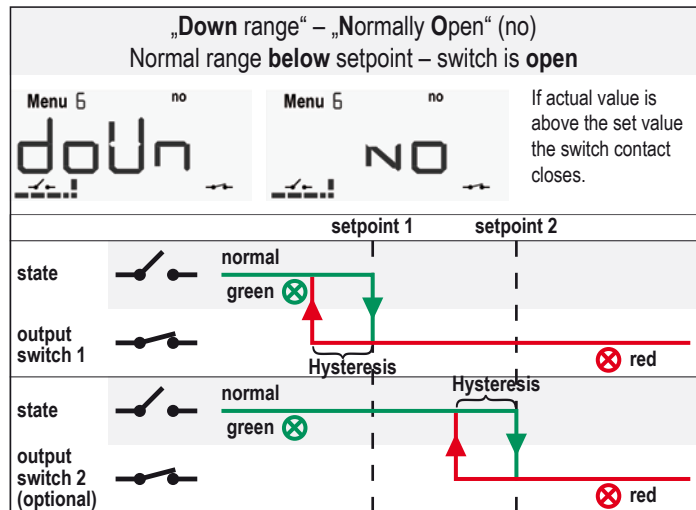 „Down range“ – „Normally Open“ (no)
Normal range below setpoint – switch is open
Menu 6 no
doUn
Menu 6 no
NO
If actual value is
above the set value
the switch contact
closes.
setpoint 1 setpoint 2
state
normal
green
output
switch 1
Hysteresis
red
state
normal
green
Hysteresis
output
switch 2
(optional)
red